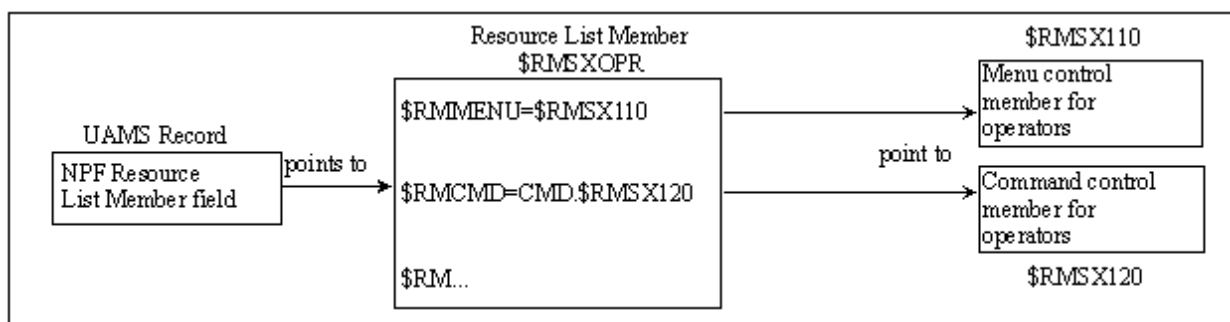 UAMS Record
NPF Resource
List Member field
points to
Resource List Member
$RMSXOPR
$RMMENU=$RMSX110
$RMCMD=CMD.$RMSX120
$RM...
point to
$RMSX110
Menu control
member for
operators
Command control
member for
operators
$RMSX120